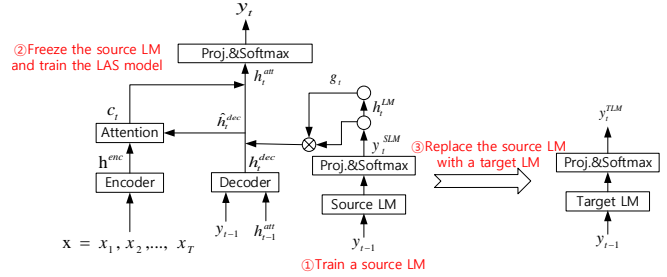 y_t
②Freeze the source LM
and train the LAS model
Proj.&Softmax
h_t^{att}
g_t
h_t^{LM}
c_t
ĥ_t^{dec}
y_t^{SLM}
y_t^{TLM}
Attention
③Replace the source LM
with a target LM
h^{enc}
h_t^{dec}
Proj.&Softmax
Proj.&Softmax
Encoder
Decoder
Source LM
Target LM
y_{t-1}
h_{t-1}^{att}
y_{t-1}
y_{t-1}
x = x_1, x_2,..., x_T
①Train a source LM